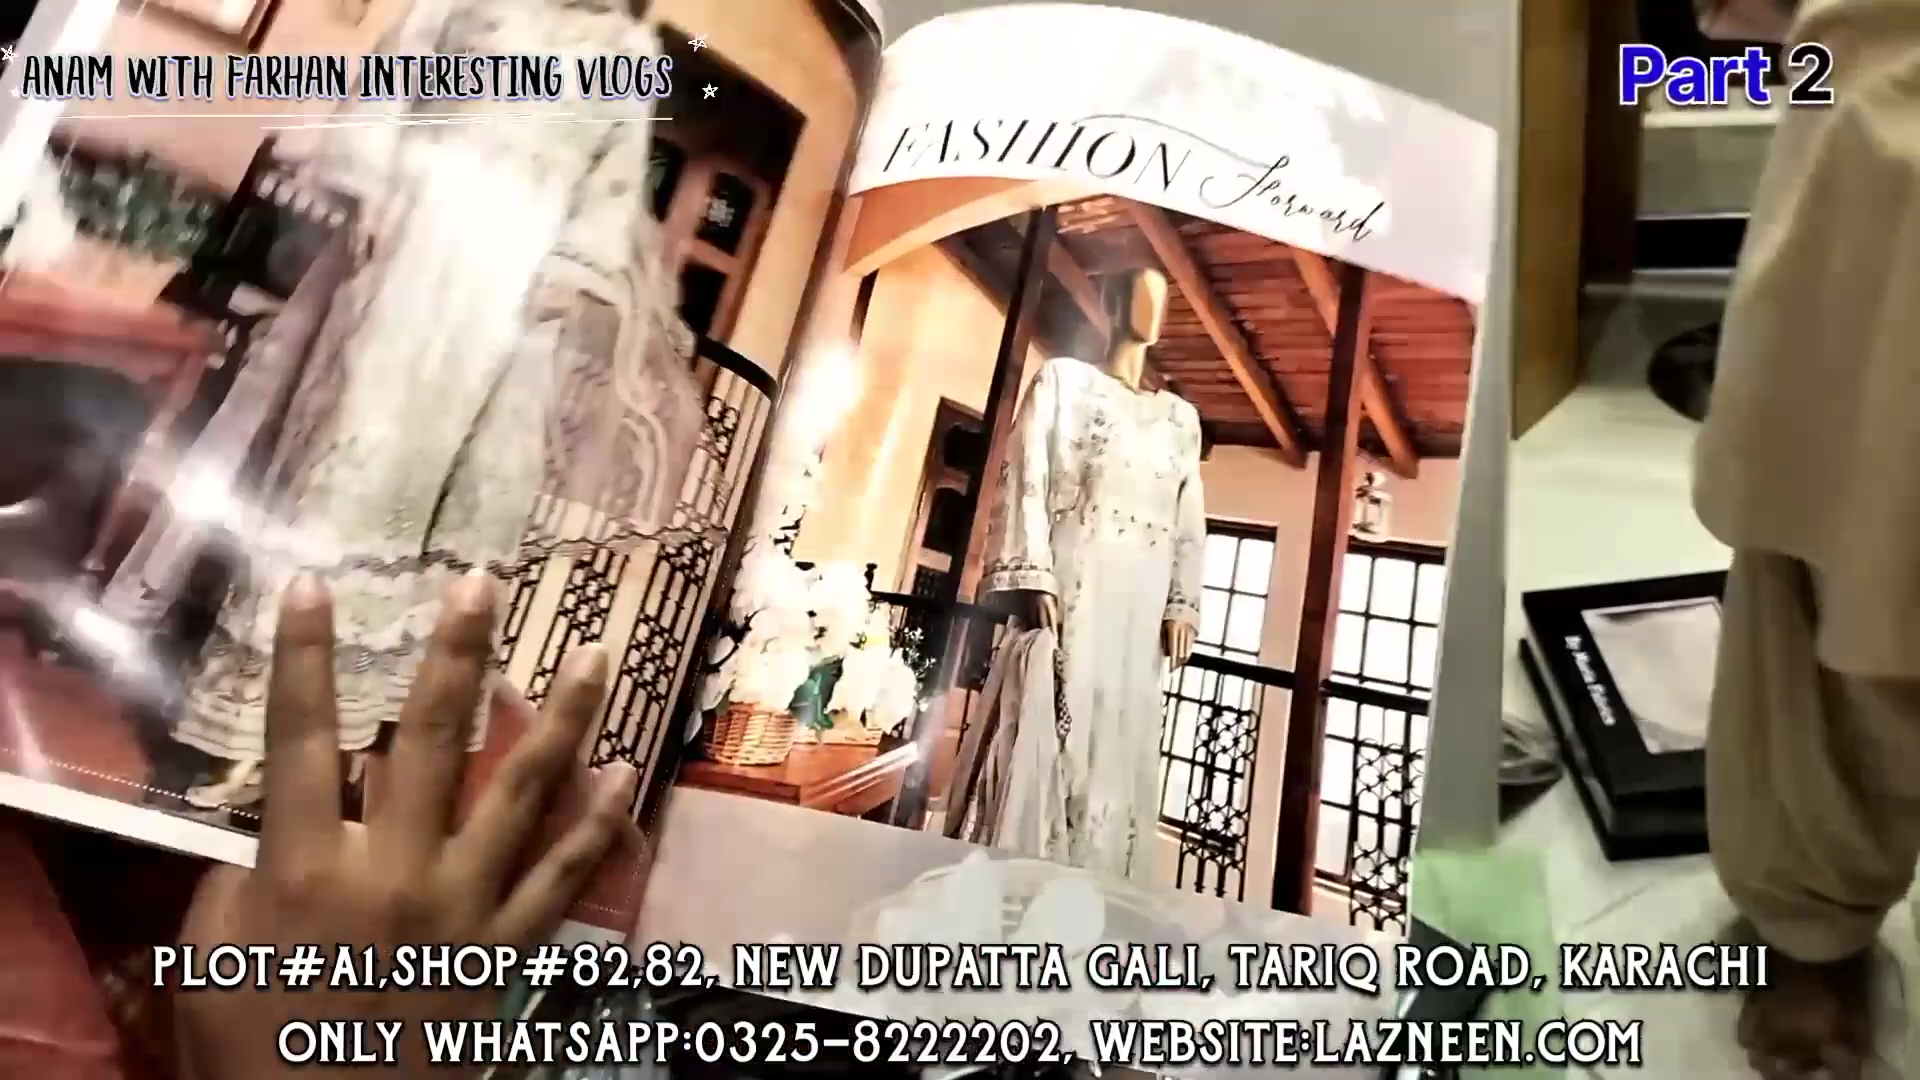 ANAM WITH FARHAN INTERESTING VLOGS
Part 2
FASHION Forward
PLOT#A1,SHOP#82,82, NEW DUPATTA GALI, TARIQ ROAD, KARACHI
ONLY WHATSAPP:0325-8222202, WEBSITE:LAZNEEN.COM